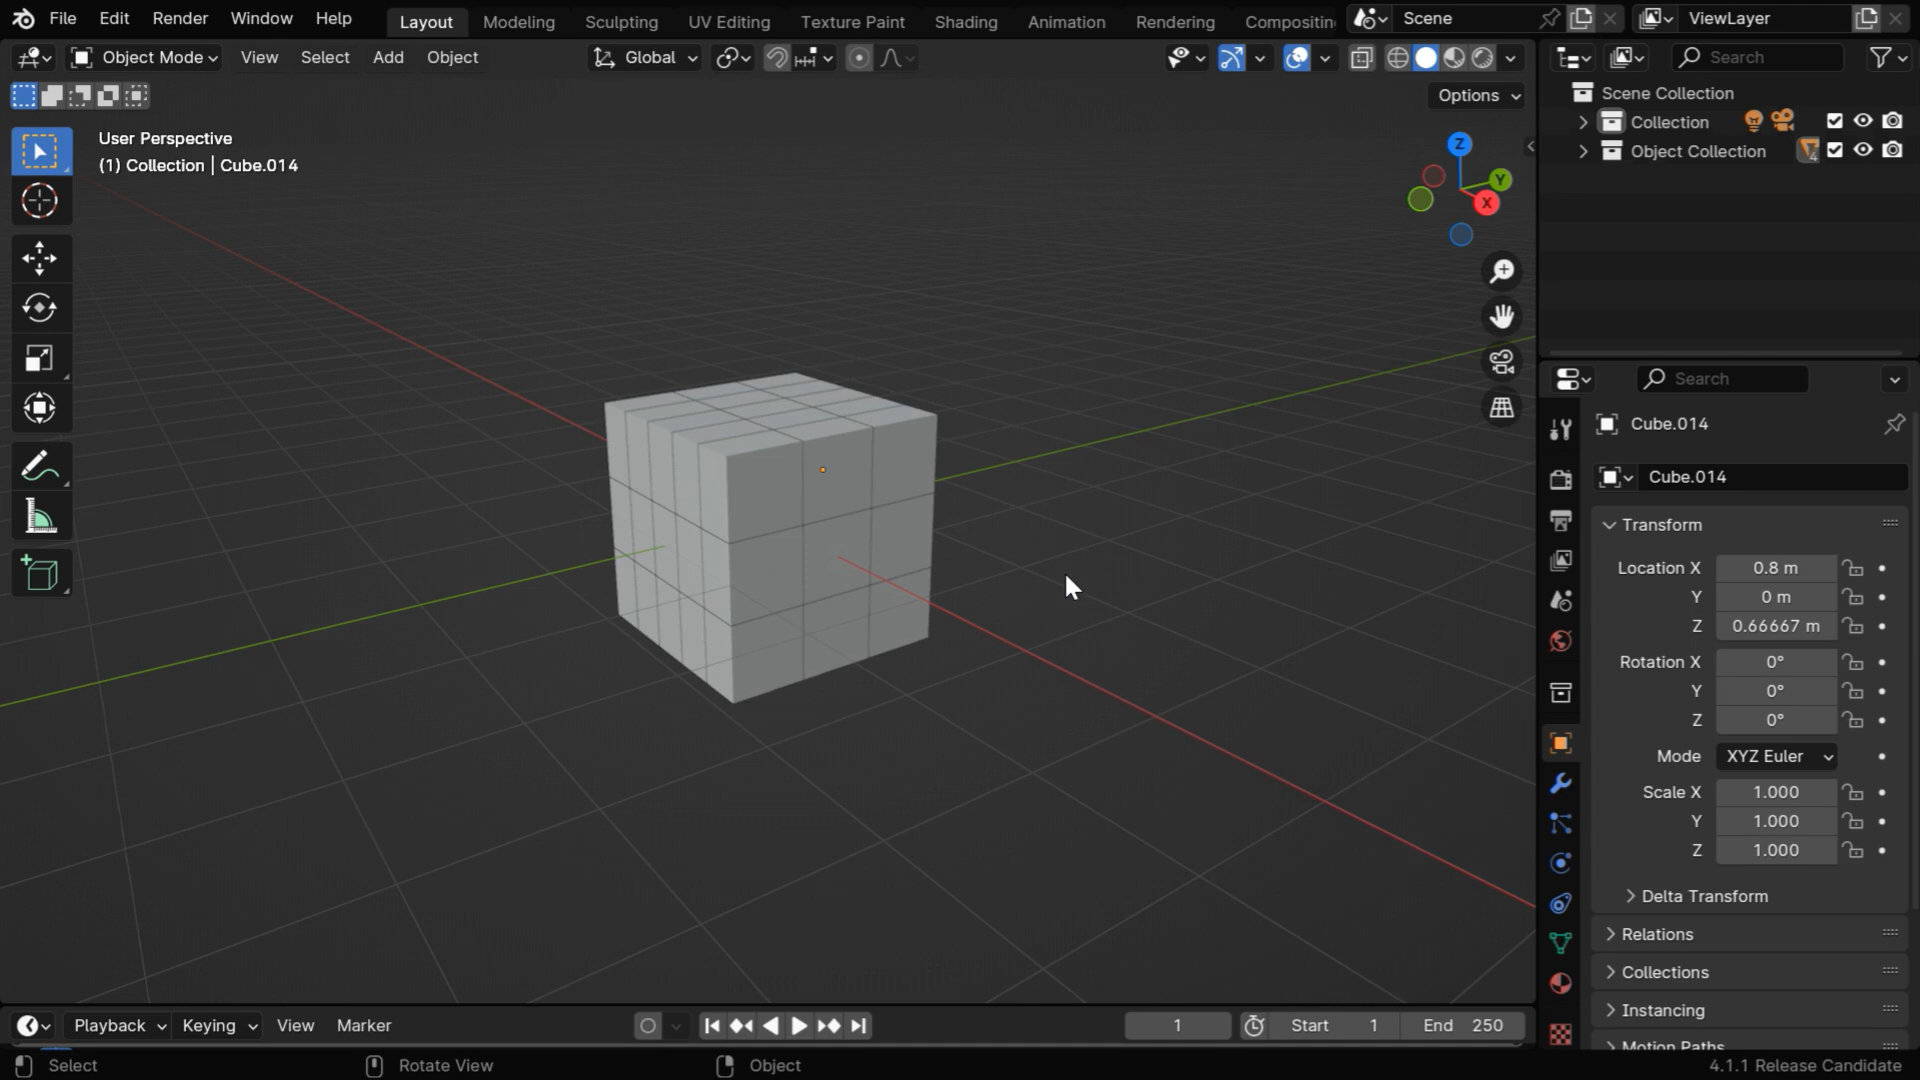 File Edit Render Window Help Layout Modeling Sculpting UV Editing Texture Paint Shading Animation Rendering Compositin Scene ViewLayer
Object Mode View Select Add Object Global Search
Options
User Perspective
(1) Collection | Cube.014
Z
Y
X
Scene Collection
Collection
Object Collection 4
Search
Cube.014
Cube.014
Transform
Location X 0.8 m
Y 0 m
Z 0.66667 m
Rotation X 0°
Y 0°
Z 0°
Mode XYZ Euler
Scale X 1.000
Y 1.000
Z 1.000
Delta Transform
Relations
Collections
Instancing
Motion Paths
Playback Keying View Marker 1 Start 1 End 250
Select Rotate View Object 4.1.1 Release Candidate